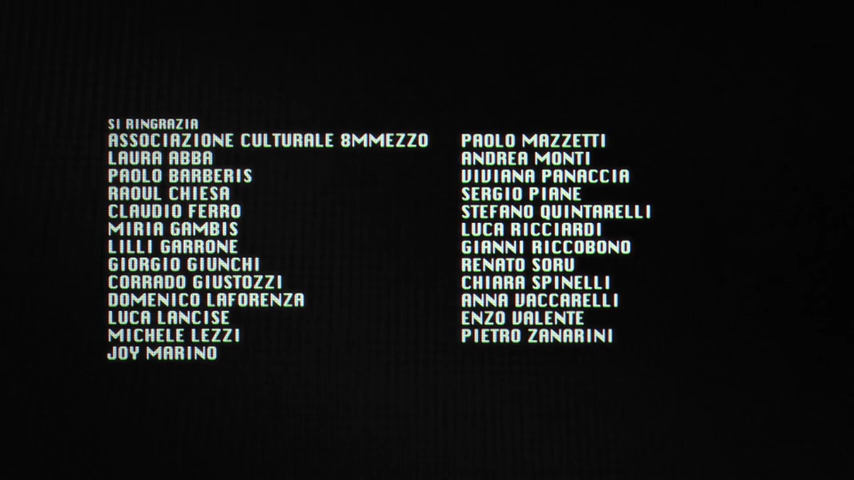 SI RINGRAZIA
ASSOCIAZIONE CULTURALE 8MMEZZO
LAURA ABBA
PAOLO BARBERIS
RAOUL CHIESA
CLAUDIO FERRO
MIRIA GAMBIS
LILLI GARRONE
GIORGIO GIUNCHI
CORRADO GIUSTOZZI
DOMENICO LAFORENZA
LUCA LANCISE
MICHELE LEZZI
JOY MARINO
PAOLO MAZZETTI
ANDREA MONTI
VIVIANA PANACCIA
SERGIO PIANE
STEFANO QUINTARELLI
LUCA RICCIARDI
GIANNI RICCOBONO
RENATO SORU
CHIARA SPINELLI
ANNA VACCARELLI
ENZO VALENTE
PIETRO ZANARINI